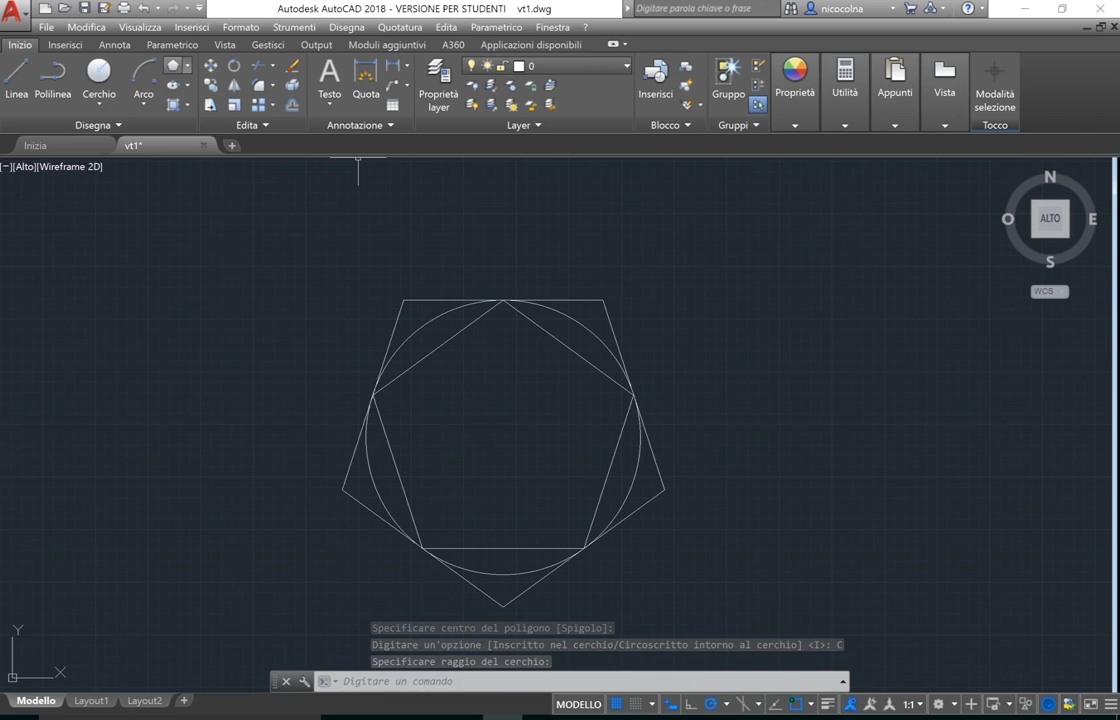 Autodesk AutoCAD 2018 - VERSIONE PER STUDENTI vt1.dwg
Digitare parola chiave o frase
nicocolna
File Modifica Visualizza Inserisci Formato Strumenti Disegna Quotatura Edita Parametrico Finestra ?
Inizio Inserisci Annota Parametrico Vista Gestisci Output Moduli aggiuntivi A360 Applicazioni disponibili
0
Linea Polilinea Cerchio Arco Testo Quota Proprietà layer Inserisci Gruppo Proprietà Utilità Appunti Vista Modalità selezione
Disegna Edita Annotazione Layer Blocco Gruppi Tocco
Inizia vt1*
[−][Alto][Wireframe 2D]
N
O ALTO E
S
WCS
Specificare centro del poligono [Spigolo]:
Digitare un'opzione [Inscritto nel cerchio/Circoscritto intorno al cerchio] <I>: C
Specificare raggio del cerchio:
Digitare un comando
Y
X
Modello Layout1 Layout2 +
MODELLO 1:1